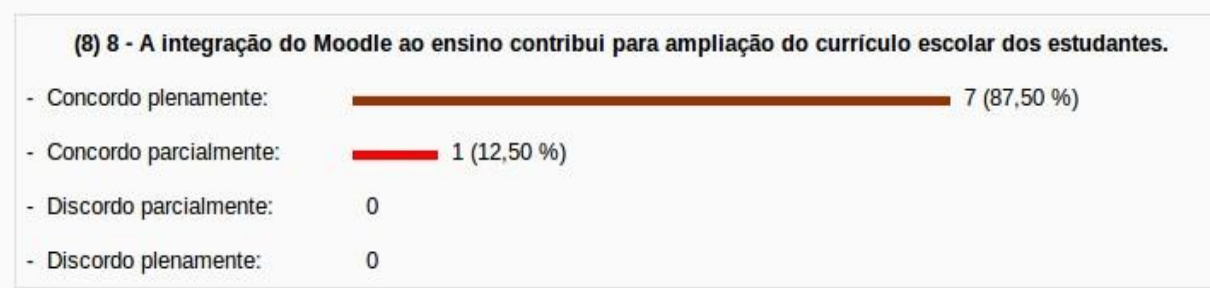 (8) 8 - A integração do Moodle ao ensino contribui para ampliação do currículo escolar dos estudantes.
- Concordo plenamente: 7 (87,50 %)
- Concordo parcialmente: 1 (12,50 %)
- Discordo parcialmente: 0
- Discordo plenamente: 0